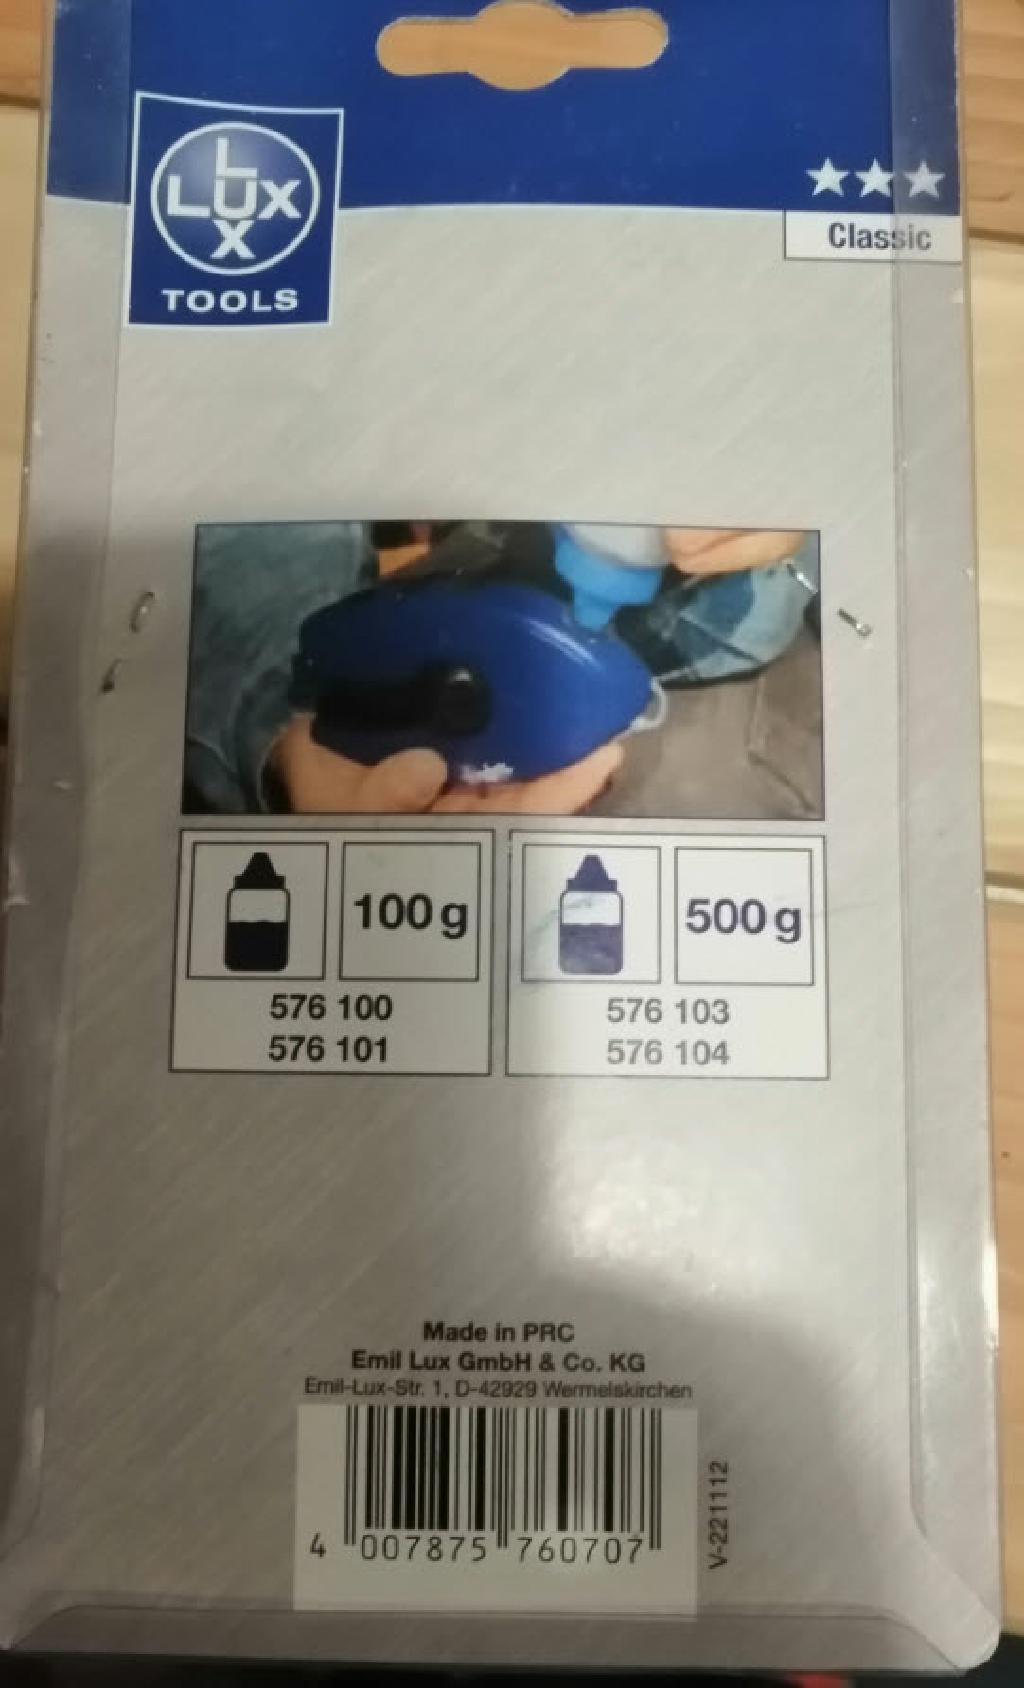 L
LUX
X
TOOLS
Classic
100 g
500 g
576 100
576 101
576 103
576 104
Made in PRC
Emil Lux GmbH & Co. KG
Emil-Lux-Str. 1, D-42929 Wermelskirchen
4 007875 760707
V-221112